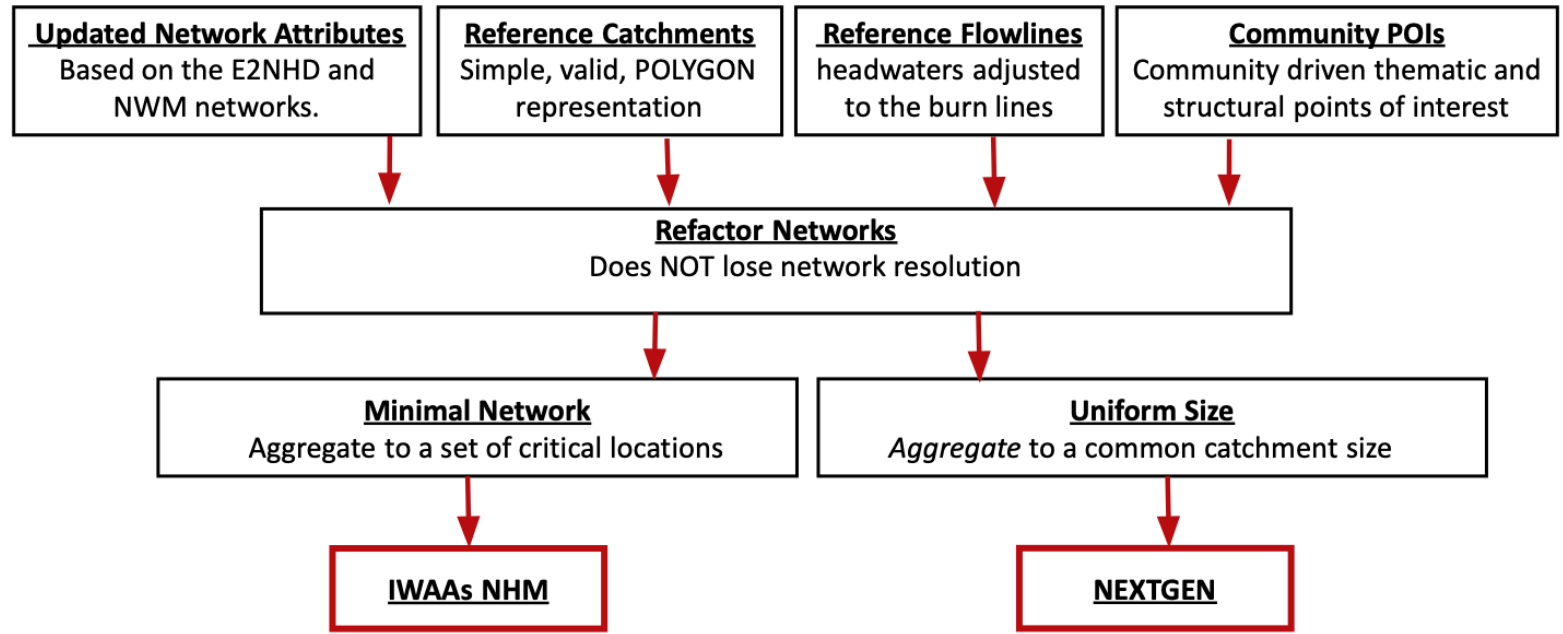 Updated Network Attributes
Based on the E2NHD and
NWM networks.
Reference Catchments
Simple, valid, POLYGON
representation
Reference Flowlines
headwaters adjusted
to the burn lines
Community POIs
Community driven thematic and
structural points of interest
Refactor Networks
Does NOT lose network resolution
Minimal Network
Aggregate to a set of critical locations
Uniform Size
Aggregate to a common catchment size
IWAAs NHM
NEXTGEN